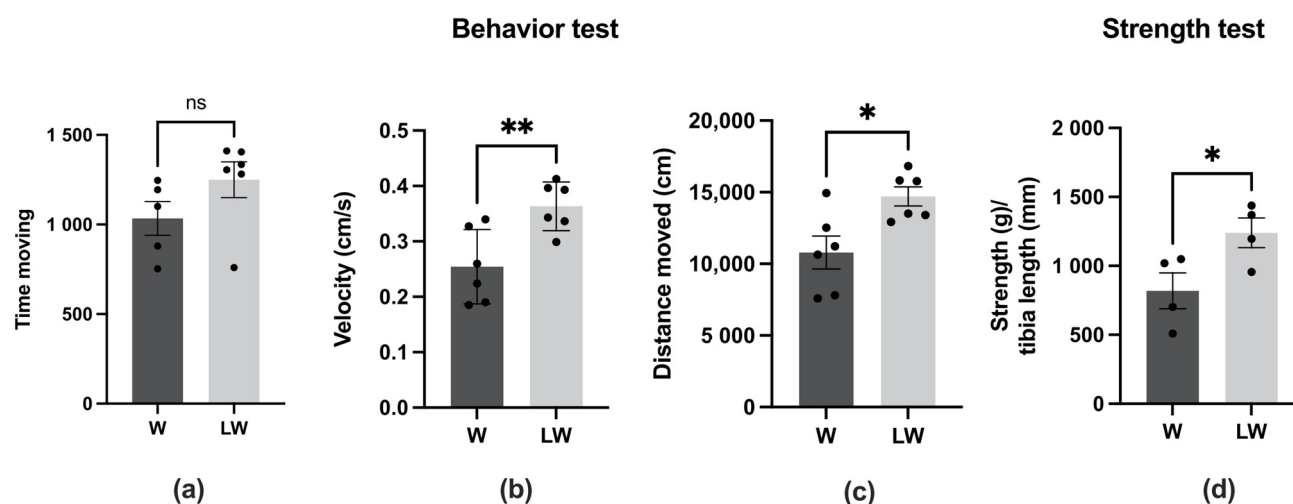 Behavior test
Strength test
Time moving
1 500
1 000
500
0
ns
W
LW
(a)
Velocity (cm/s)
0.5
0.4
0.3
0.2
0.1
0.0
**
W
LW
(b)
Distance moved (cm)
20,000
15,000
10,000
5 000
0
*
W
LW
(c)
Strength (g)/
tibia length (mm)
2 000
1 500
1 000
500
0
*
W
LW
(d)